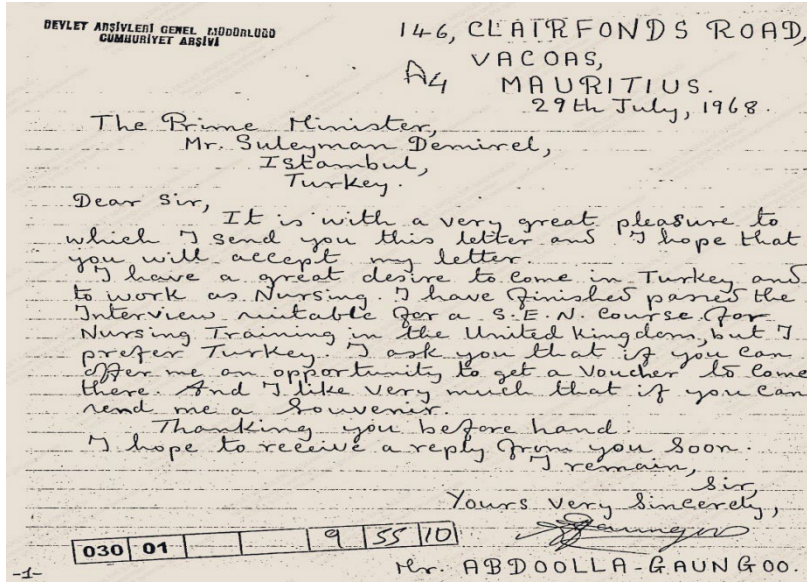 DEVLET ARŞİVLERİ GENEL MÜDÜRLÜĞÜ
CUMHURİYET ARŞİVİ
146, CLAIRFONDS ROAD,
VACOAS,
A4
MAURITIUS.
29th July, 1968.
The Prime Minister,
Mr. Suleyman Demirel,
Istambul,
Turkey.
Dear Sir,
It is with a very great pleasure to
which I send you this letter and I hope that
you will accept my letter.
I have a great desire to come in Turkey and
to work as Nursing. I have finished passed the
Interview suitable for a S.E.N. Course for
Nursing Training in the United Kingdom, but I
prefer Turkey. I ask you that if you can
offer me an opportunity to get a Voucher to come
there. And I like very much that if you can
send me a Souvenir.
Thanking you before hand.
I hope to receive a reply from you soon.
I remain,
Sir,
Yours Very Sincerely,
030 01 9 55 10
-1-
Mr. ABDOOLLA-GAUNGOO.